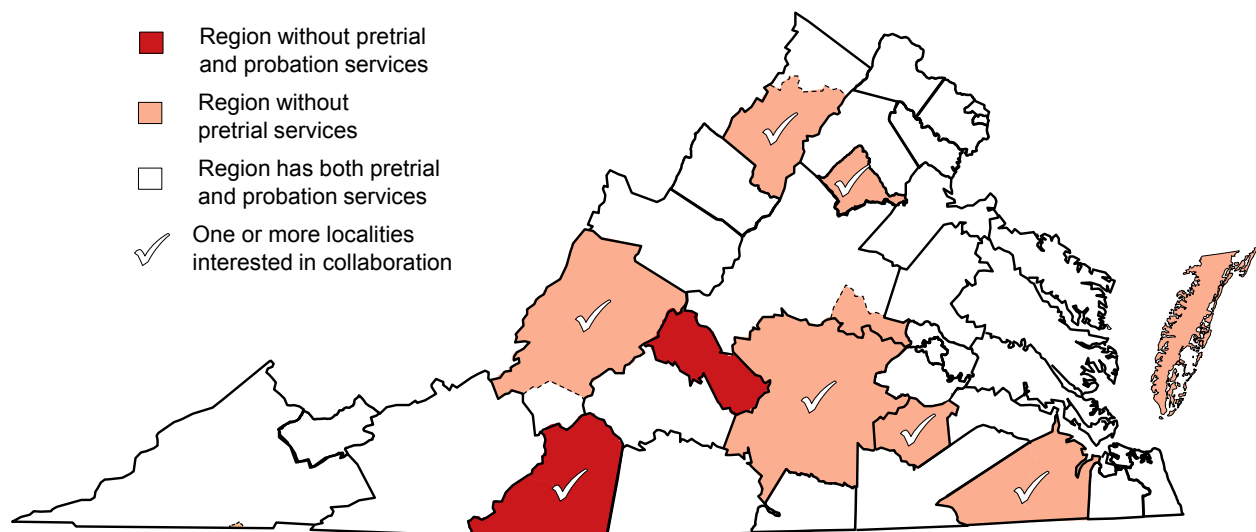 Region without pretrial
and probation services
Region without
pretrial services
Region has both pretrial
and probation services
One or more localities
interested in collaboration